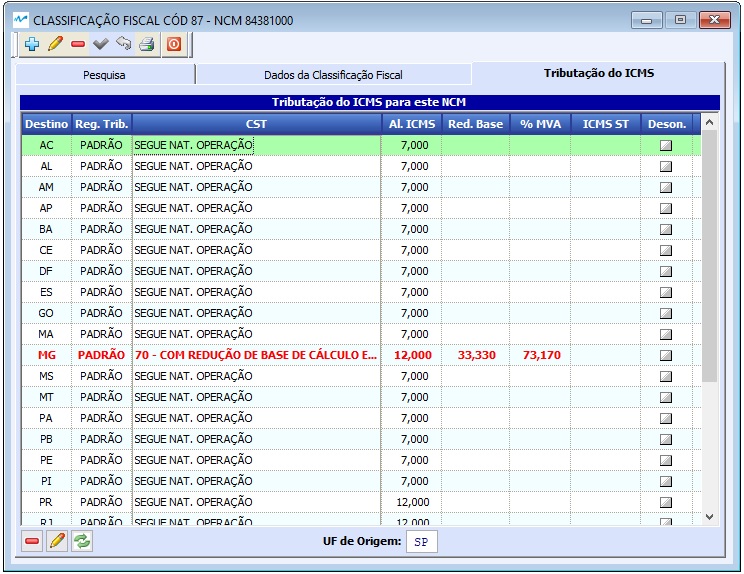 CLASSIFICAÇÃO FISCAL CÓD 87 - NCM 84381000
Pesquisa Dados da Classificação Fiscal Tributação do ICMS
Tributação do ICMS para este NCM
Destino Reg. Trib. CST Al. ICMS Red. Base % MVA ICMS ST Deson.
AC PADRÃO SEGUE NAT. OPERAÇÃO 7,000
AL PADRÃO SEGUE NAT. OPERAÇÃO 7,000
AM PADRÃO SEGUE NAT. OPERAÇÃO 7,000
AP PADRÃO SEGUE NAT. OPERAÇÃO 7,000
BA PADRÃO SEGUE NAT. OPERAÇÃO 7,000
CE PADRÃO SEGUE NAT. OPERAÇÃO 7,000
DF PADRÃO SEGUE NAT. OPERAÇÃO 7,000
ES PADRÃO SEGUE NAT. OPERAÇÃO 7,000
GO PADRÃO SEGUE NAT. OPERAÇÃO 7,000
MA PADRÃO SEGUE NAT. OPERAÇÃO 7,000
MG PADRÃO 70 - COM REDUÇÃO DE BASE DE CÁLCULO E... 12,000 33,330 73,170
MS PADRÃO SEGUE NAT. OPERAÇÃO 7,000
MT PADRÃO SEGUE NAT. OPERAÇÃO 7,000
PA PADRÃO SEGUE NAT. OPERAÇÃO 7,000
PB PADRÃO SEGUE NAT. OPERAÇÃO 7,000
PE PADRÃO SEGUE NAT. OPERAÇÃO 7,000
PI PADRÃO SEGUE NAT. OPERAÇÃO 7,000
PR PADRÃO SEGUE NAT. OPERAÇÃO 12,000
RJ PADRÃO SEGUE NAT. OPERAÇÃO 12,000
UF de Origem: SP